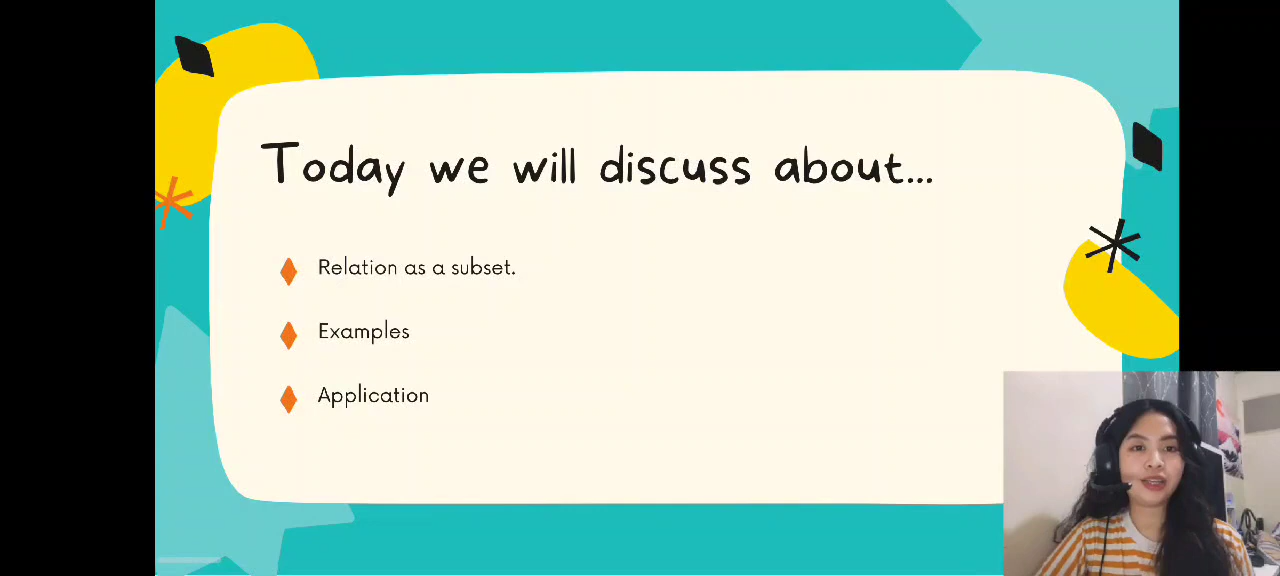 Today we will discuss about...
Relation as a subset.
Examples
Application